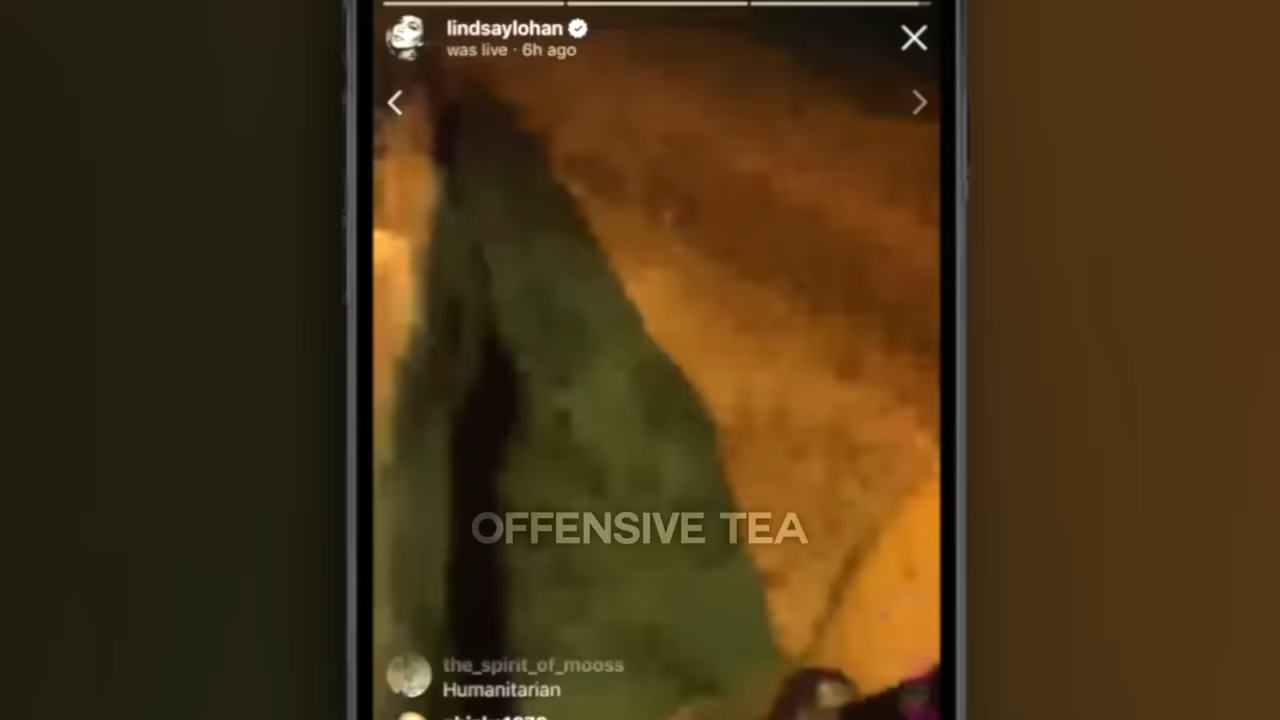 lindsaylohan
was live · 6h ago
OFFENSIVE TEA
the_spirit_of_mooss
Humanitarian